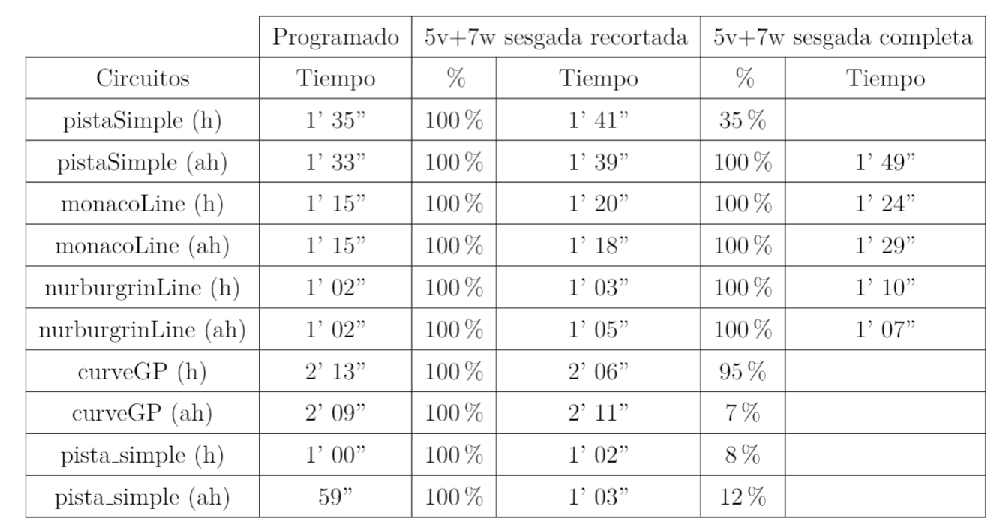 Programado 5v+7w sesgada recortada 5v+7w sesgada completa
Circuitos Tiempo % Tiempo % Tiempo
pistaSimple (h) 1' 35” 100 % 1' 41” 35 %
pistaSimple (ah) 1' 33” 100 % 1' 39” 100 % 1' 49”
monacoLine (h) 1' 15” 100 % 1' 20” 100 % 1' 24”
monacoLine (ah) 1' 15” 100 % 1' 18” 100 % 1' 29”
nurburgrinLine (h) 1' 02” 100 % 1' 03” 100 % 1' 10”
nurburgrinLine (ah) 1' 02” 100 % 1' 05” 100 % 1' 07”
curveGP (h) 2' 13” 100 % 2' 06” 95 %
curveGP (ah) 2' 09” 100 % 2' 11” 7 %
pista_simple (h) 1' 00” 100 % 1' 02” 8 %
pista_simple (ah) 59” 100 % 1' 03” 12 %